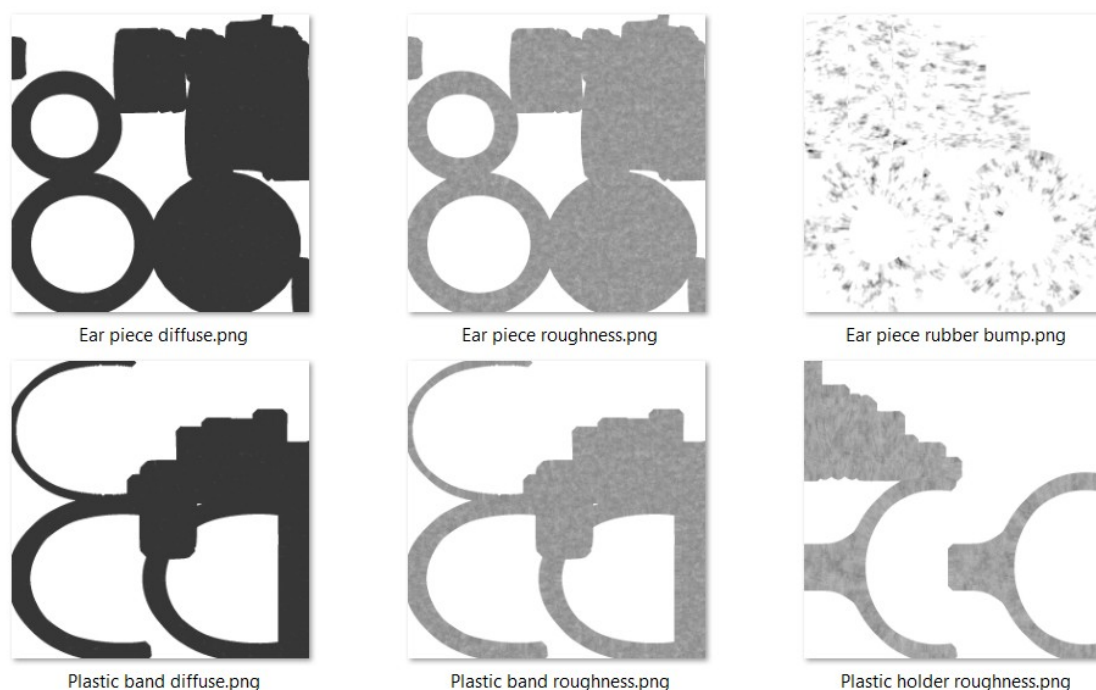 Ear piece diffuse.png
Ear piece roughness.png
Ear piece rubber bump.png
Plastic band diffuse.png
Plastic band roughness.png
Plastic holder roughness.png